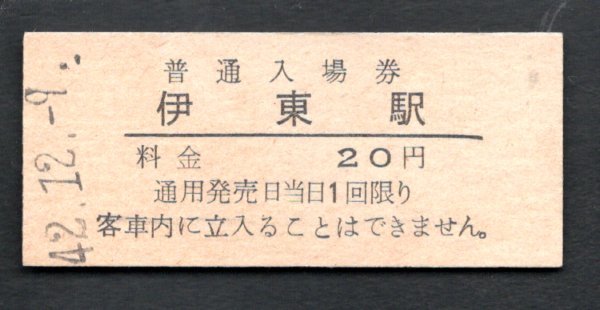 普通入場券
伊東駅
料金 20円
通用発売日当日1回限り
客車内に立入ることはできません。
42.12.-9